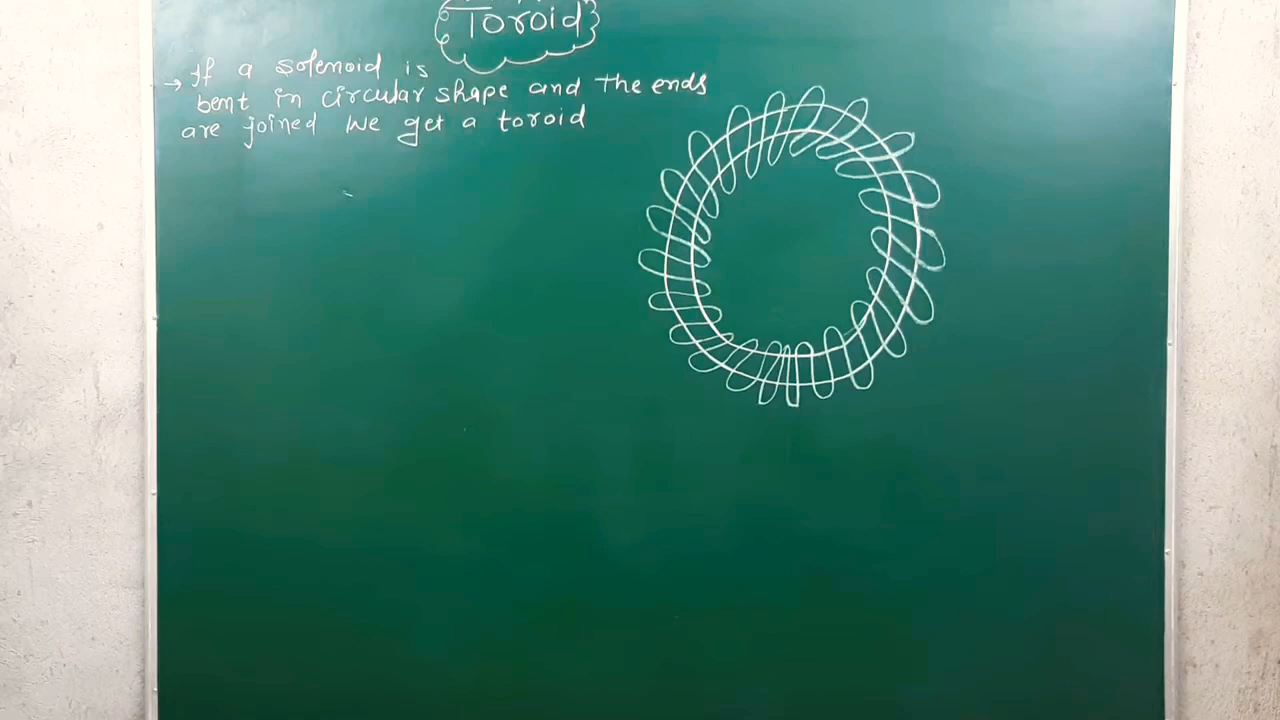 Toroid
→ If a solenoid is
bent in circular shape and the ends
are joined we get a toroid